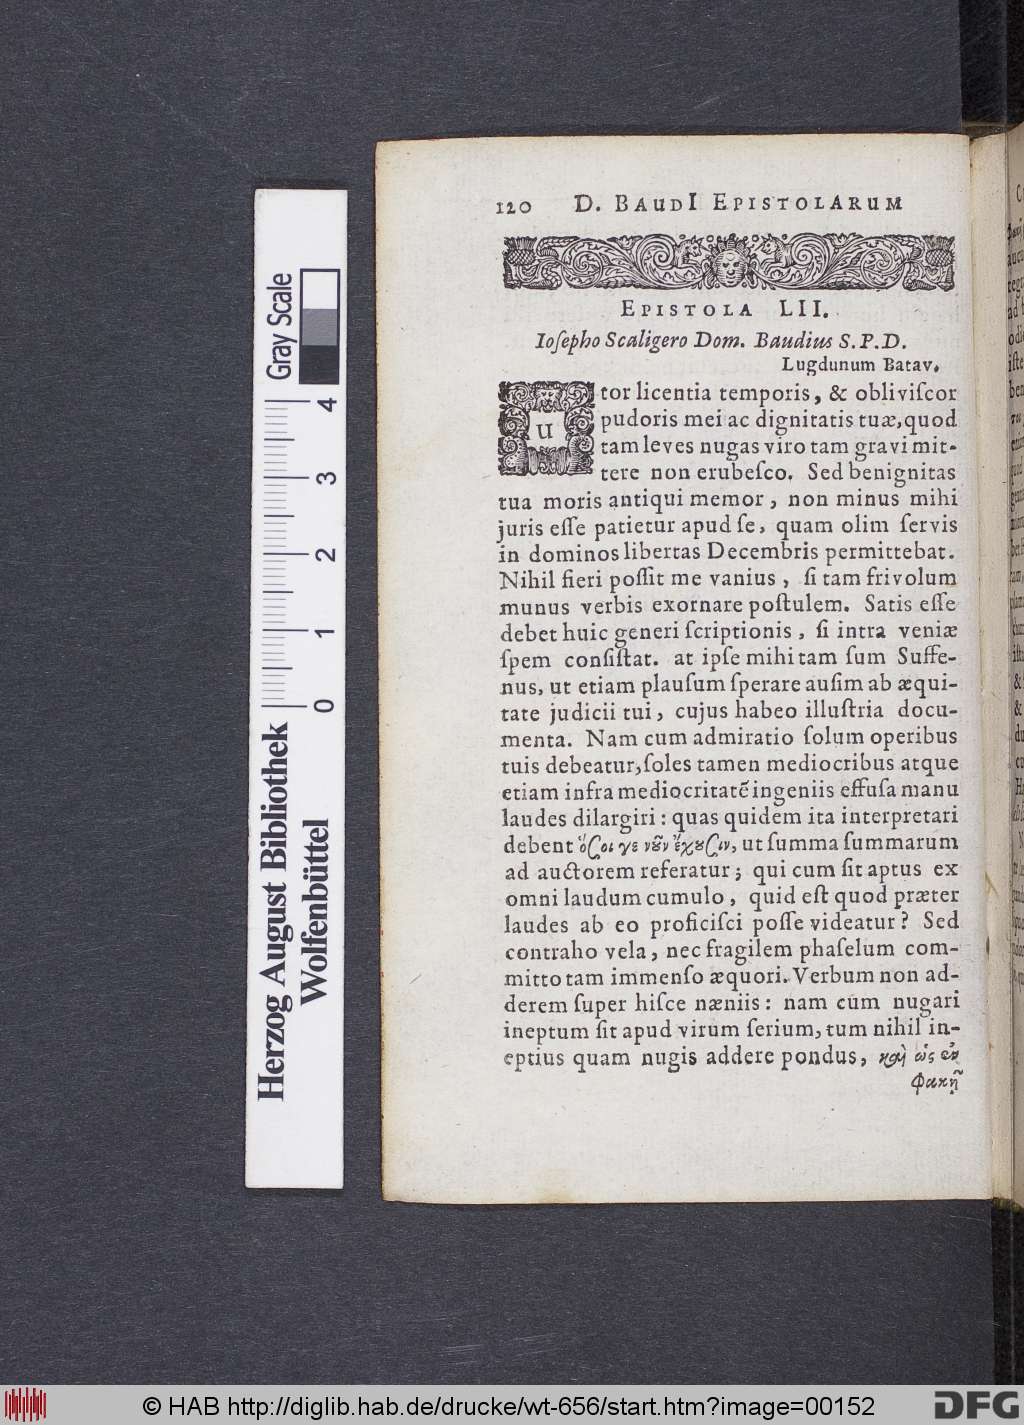 120 D. BAUDI EPISTOLARUM
EPISTOLA LII.
Ioſepho Scaligero Dom. Baudius S.P.D.
Lugdunum Batav.
Utor licentia temporis, & obliviſcor
pudoris mei ac dignitatis tuæ, quod
tam leves nugas viro tam gravi mit-
tere non erubeſco. Sed benignitas
tua moris antiqui memor, non minus mihi
juris eſſe patietur apud ſe, quam olim ſervis
in dominos libertas Decembris permittebat.
Nihil fieri poſſit me vanius, ſi tam frivolum
munus verbis exornare poſtulem. Satis eſſe
debet huic generi ſcriptionis, ſi intra veniæ
ſpem conſiſtat. at ipſe mihi tam ſum Suffe-
nus, ut etiam plauſum ſperare auſim ab æqui-
tate judicii tui, cujus habeo illuſtria docu-
menta. Nam cum admiratio ſolum operibus
tuis debeatur, ſoles tamen mediocribus atque
etiam infra mediocritatē ingeniis effuſa manu
laudes dilargiri: quas quidem ita interpretari
debent ὅσοι γε νοῦν ἔχουσιν, ut ſumma ſummarum
ad auctorem referatur; qui cum ſit aptus ex
omni laudum cumulo, quid eſt quod præter
laudes ab eo proficiſci poſſe videatur? Sed
contraho vela, nec fragilem phaſelum com-
mitto tam immenſo æquori. Verbum non ad-
derem ſuper hiſce næniis: nam cum nugari
ineptum ſit apud virum ſerium, tum nihil in-
eptius quam nugis addere pondus, καὶ ὡς ἐν
φακῇ
Gray Scale
0 1 2 3 4
Herzog August Bibliothek
Wolfenbüttel
© HAB http://diglib.hab.de/drucke/wt-656/start.htm?image=00152
DFG